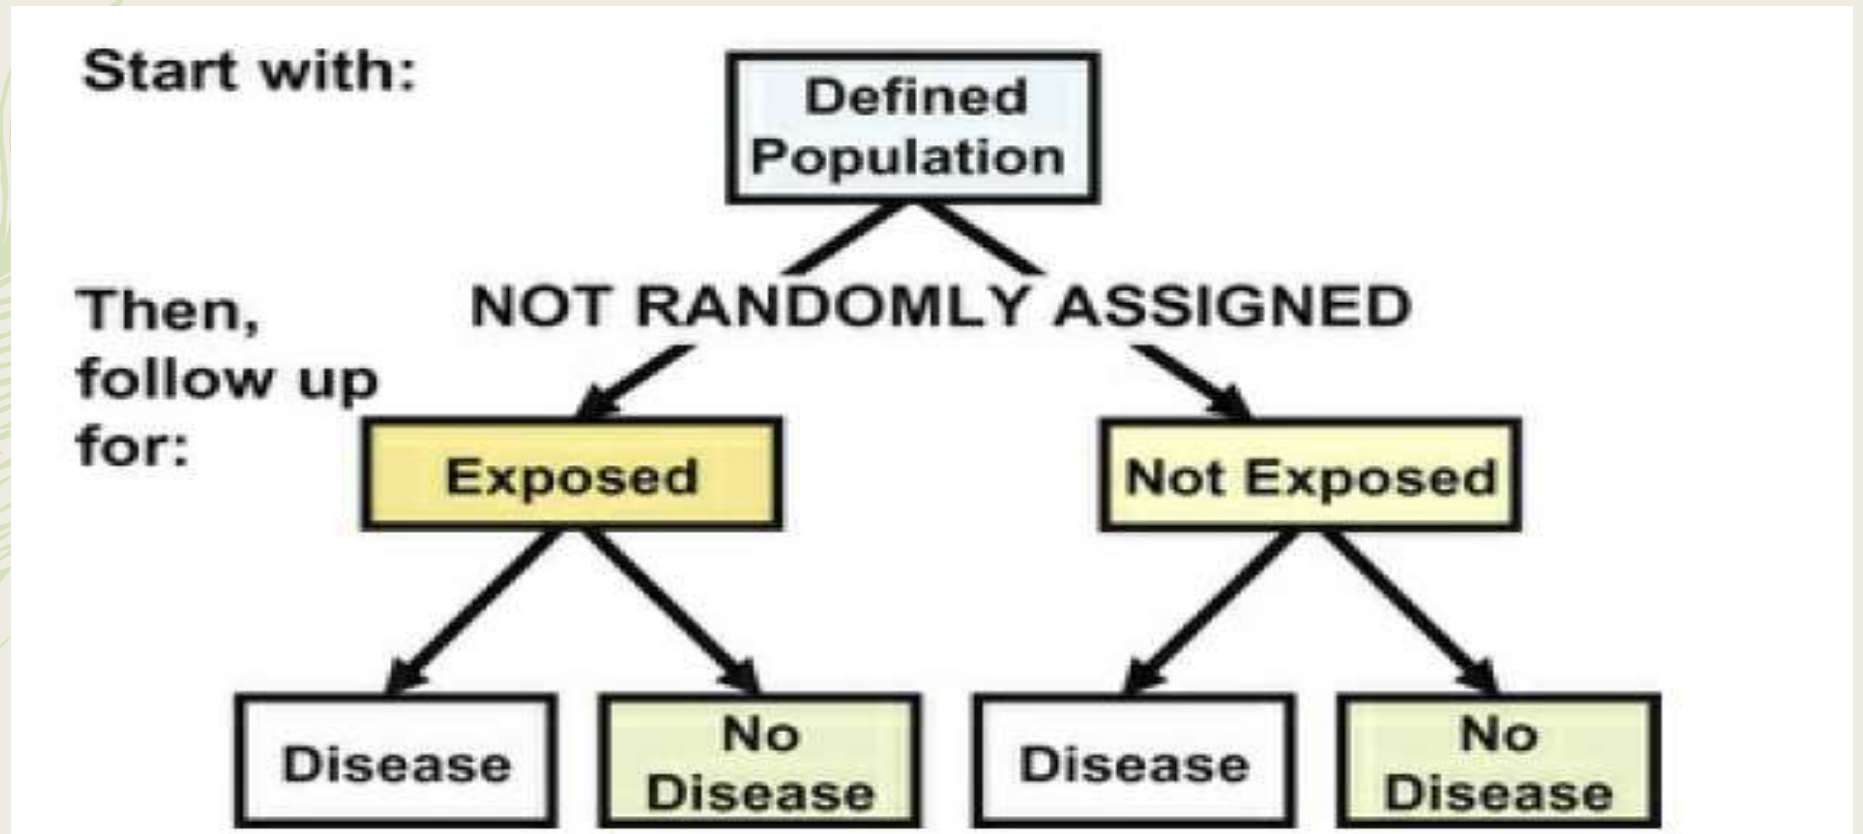 Start with:
Defined
Population
NOT RANDOMLY ASSIGNED
Then,
follow up
for:
Exposed
Not Exposed
Disease
No
Disease
Disease
No
Disease